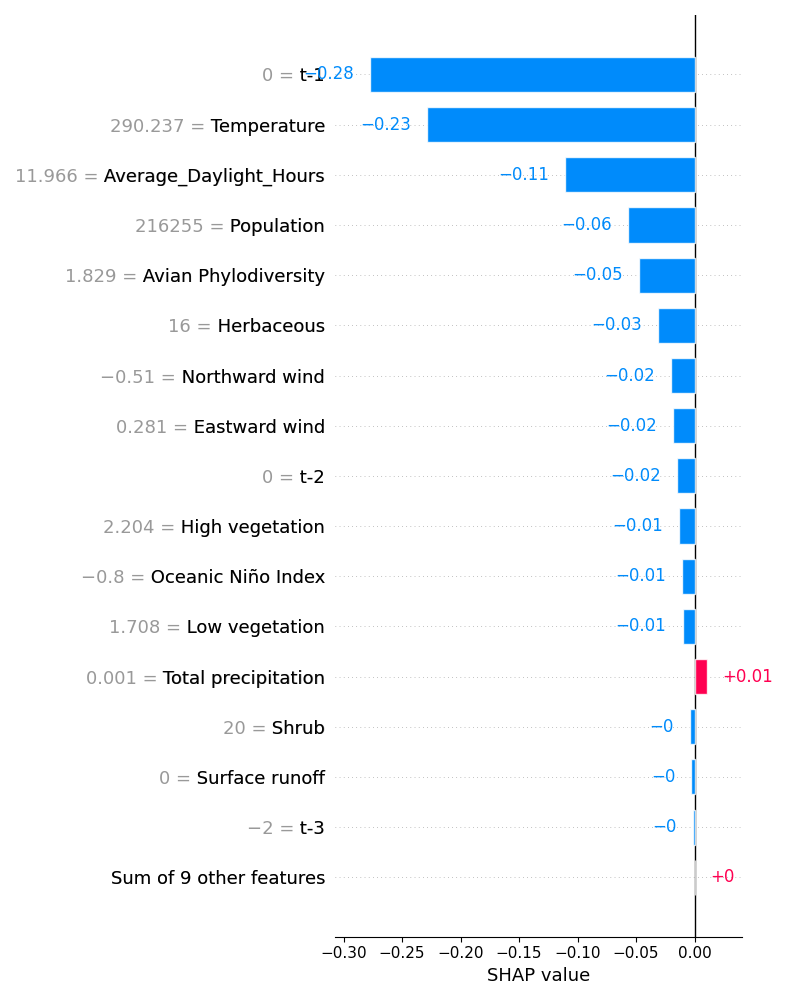 0 = t-1 −0.28
290.237 = Temperature −0.23
11.966 = Average_Daylight_Hours −0.11
216255 = Population −0.06
1.829 = Avian Phylodiversity −0.05
16 = Herbaceous −0.03
−0.51 = Northward wind −0.02
0.281 = Eastward wind −0.02
0 = t-2 −0.02
2.204 = High vegetation −0.01
−0.8 = Oceanic Niño Index −0.01
1.708 = Low vegetation −0.01
0.001 = Total precipitation +0.01
20 = Shrub −0
0 = Surface runoff −0
−2 = t-3 −0
Sum of 9 other features +0
−0.30 −0.25 −0.20 −0.15 −0.10 −0.05 0.00
SHAP value